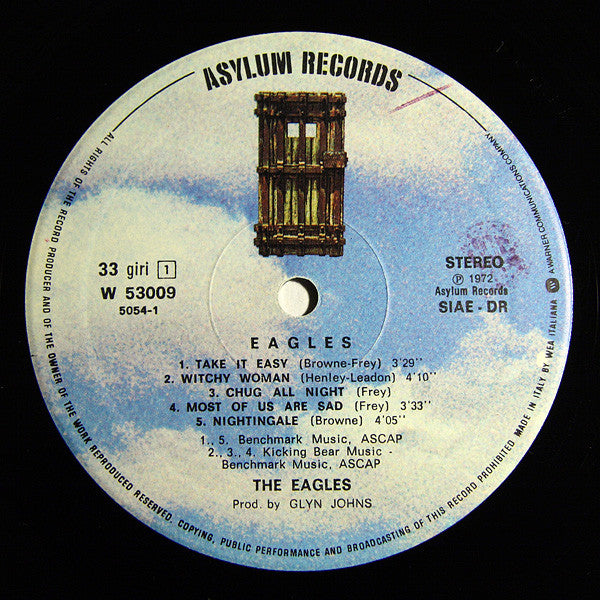 ASYLUM RECORDS
33 giri 1
W 53009
5054-1
STEREO
Ⓟ 1972
Asylum Records
SIAE - DR
EAGLES
1. TAKE IT EASY (Browne-Frey) 3'29''
2. WITCHY WOMAN (Henley-Leadon) 4'10''
3. CHUG ALL NIGHT (Frey)
4. MOST OF US ARE SAD (Frey) 3'33''
5. NIGHTINGALE (Browne) 4'05''
1., 5. Benchmark Music, ASCAP
2., 3., 4. Kicking Bear Music -
Benchmark Music, ASCAP
THE EAGLES
Prod. by GLYN JOHNS
ALL RIGHTS OF THE RECORD PRODUCER AND OF THE OWNER OF THE WORK REPRODUCED RESERVED. COPYING, PUBLIC PERFORMANCE AND BROADCASTING OF THIS RECORD PROHIBITED MADE IN ITALY BY WEA ITALIANA A WARNER COMMUNICATIONS COMPANY